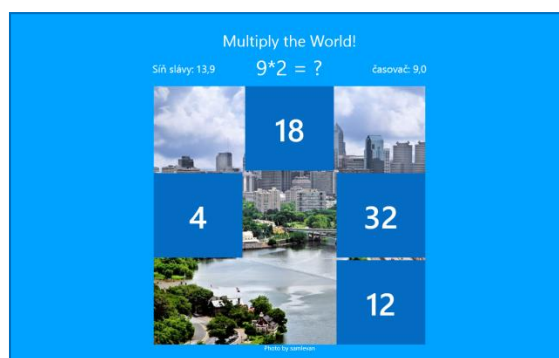 Multiply the World!
Síň slávy: 13,9 9*2 = ? časovač: 9,0
18
4 32
12
Photo by samlevan